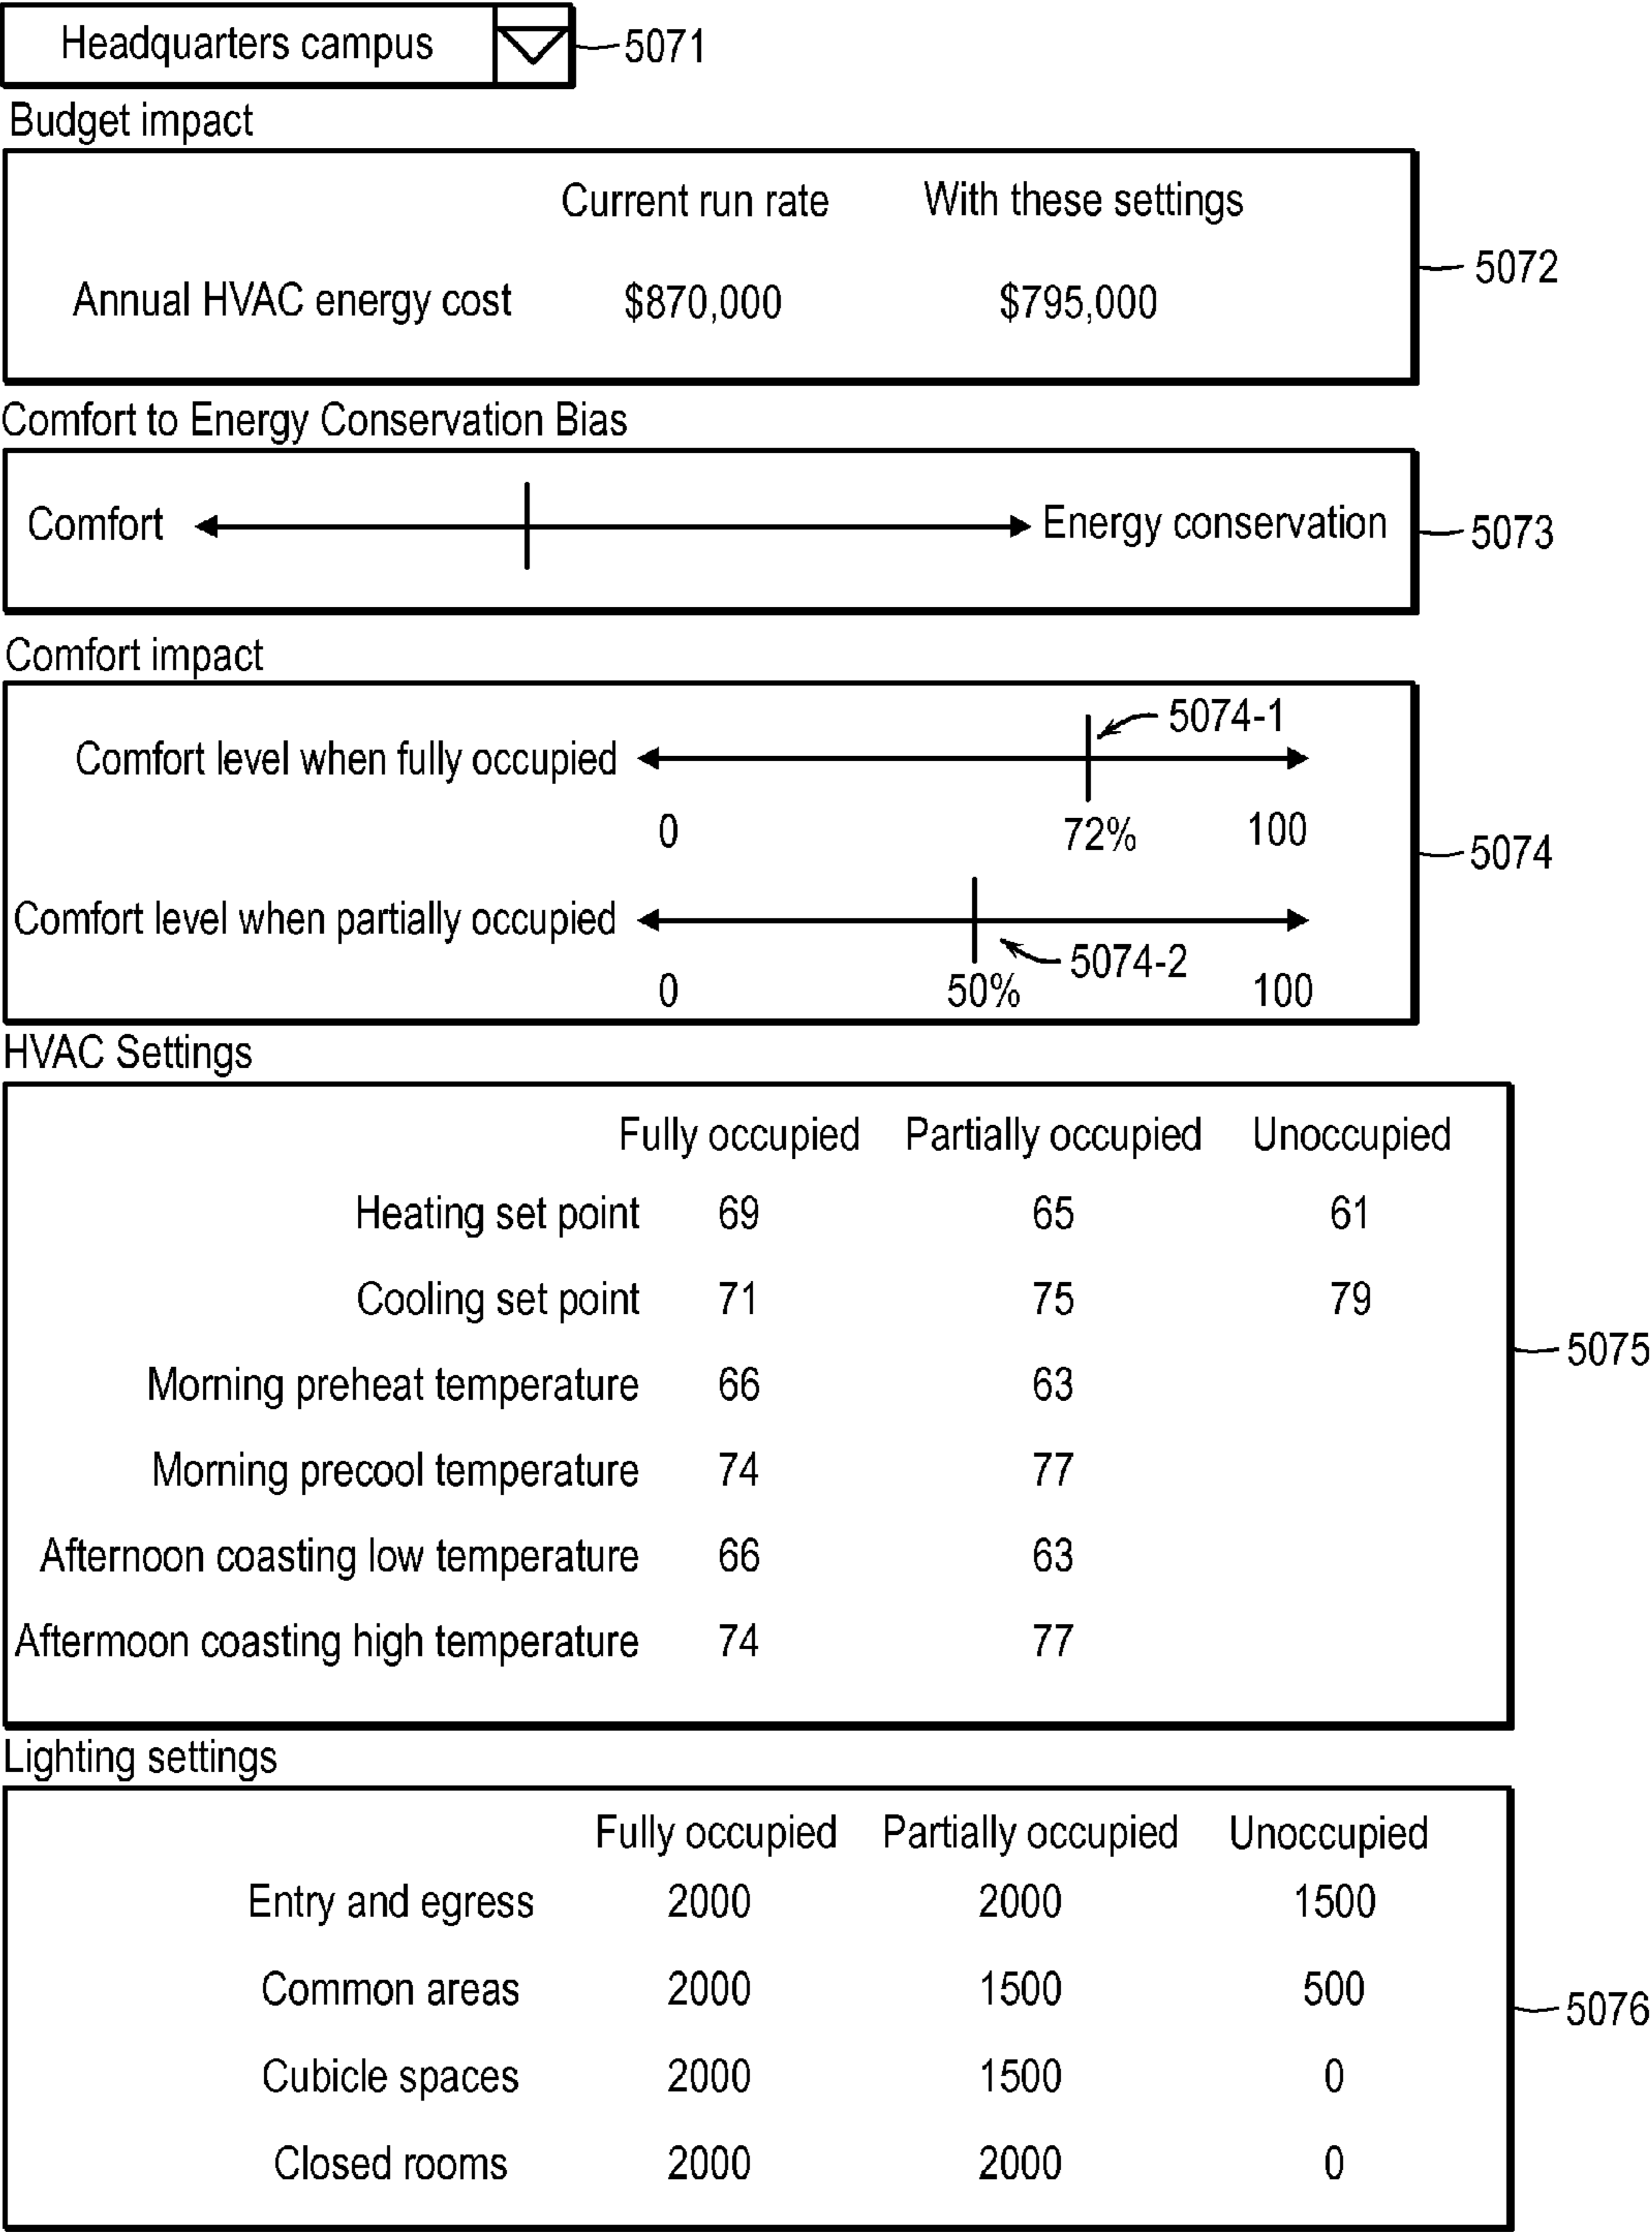 Headquarters campus 5071
Budget impact
Current run rate With these settings
5072
Annual HVAC energy cost $870,000 $795,000
Comfort to Energy Conservation Bias
Comfort Energy conservation 5073
Comfort impact
5074-1
Comfort level when fully occupied
0 72% 100
5074
Comfort level when partially occupied
5074-2
0 50% 100
HVAC Settings
Fully occupied Partially occupied Unoccupied
Heating set point 69 65 61
Cooling set point 71 75 79
5075
Morning preheat temperature 66 63
Morning precool temperature 74 77
Afternoon coasting low temperature 66 63
Aftermoon coasting high temperature 74 77
Lighting settings
Fully occupied Partially occupied Unoccupied
Entry and egress 2000 2000 1500
Common areas 2000 1500 500
5076
Cubicle spaces 2000 1500 0
Closed rooms 2000 2000 0